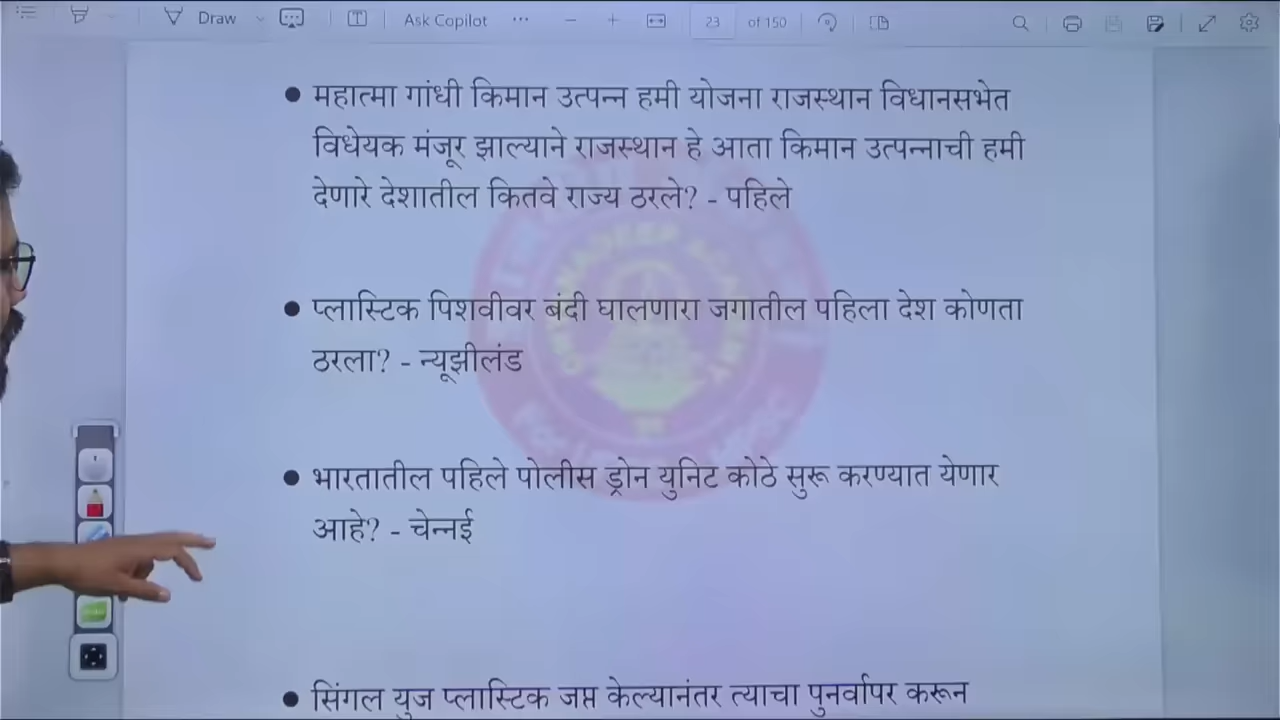 Draw
Ask Copilot
23 of 150
● महात्मा गांधी किमान उत्पन्न हमी योजना राजस्थान विधानसभेत
विधेयक मंजूर झाल्याने राजस्थान हे आता किमान उत्पन्नाची हमी
देणारे देशातील कितवे राज्य ठरले? - पहिले
● प्लास्टिक पिशवीवर बंदी घालणारा जगातील पहिला देश कोणता
ठरला? - न्यूझीलंड
● भारतातील पहिले पोलीस ड्रोन युनिट कोठे सुरू करण्यात येणार
आहे? - चेन्नई
● सिंगल युज प्लास्टिक जप्त केल्यानंतर त्याचा पुनर्वापर करून